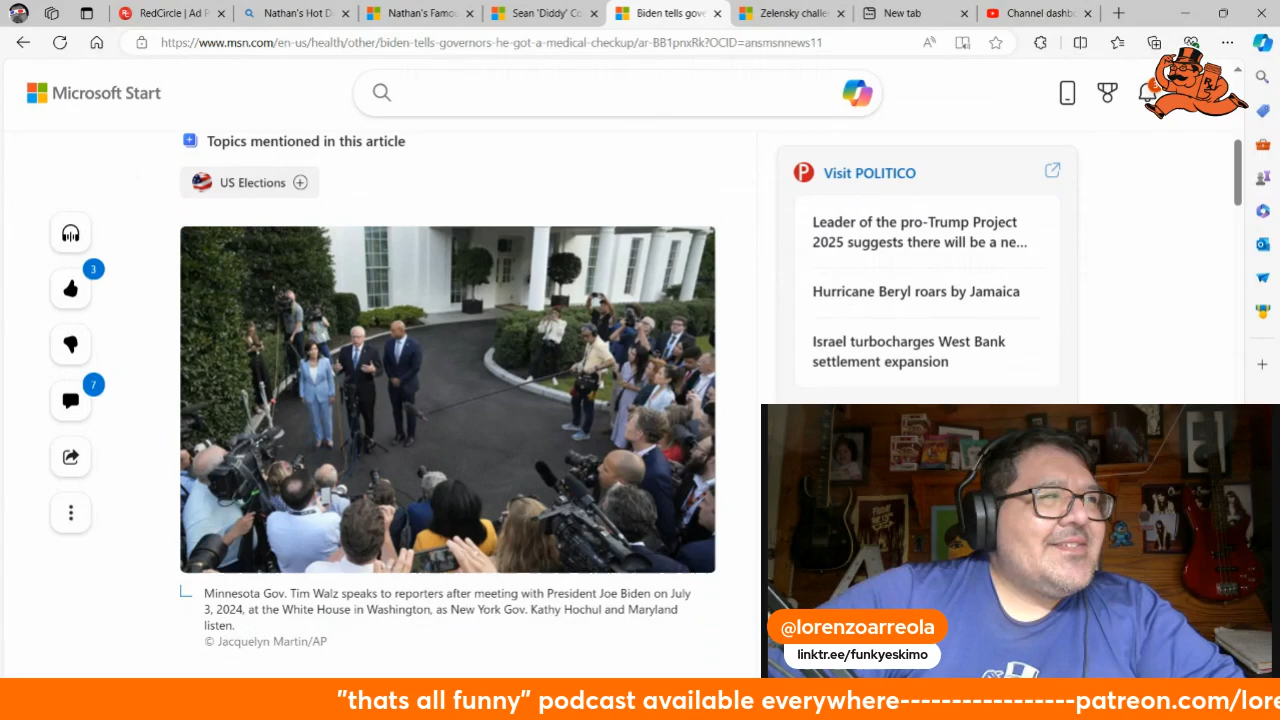 RedCircle | Ad P
Nathan's Hot D
Nathan's Famou
Sean 'Diddy' Co
Biden tells gove
Zelensky challe
New tab
Channel dashbo
https://www.msn.com/en-us/health/other/biden-tells-governors-he-got-a-medical-checkup/ar-BB1pnxRk?OCID=ansmsnnews11
Microsoft Start
Topics mentioned in this article
US Elections
3
7
Visit POLITICO
Leader of the pro-Trump Project
2025 suggests there will be a ne...
Hurricane Beryl roars by Jamaica
Israel turbocharges West Bank
settlement expansion
Minnesota Gov. Tim Walz speaks to reporters after meeting with President Joe Biden on July
3, 2024, at the White House in Washington, as New York Gov. Kathy Hochul and Maryland
listen.
© Jacquelyn Martin/AP
@lorenzoarreola
linktr.ee/funkyeskimo
"thats all funny" podcast available everywhere-----------------patreon.com/lore